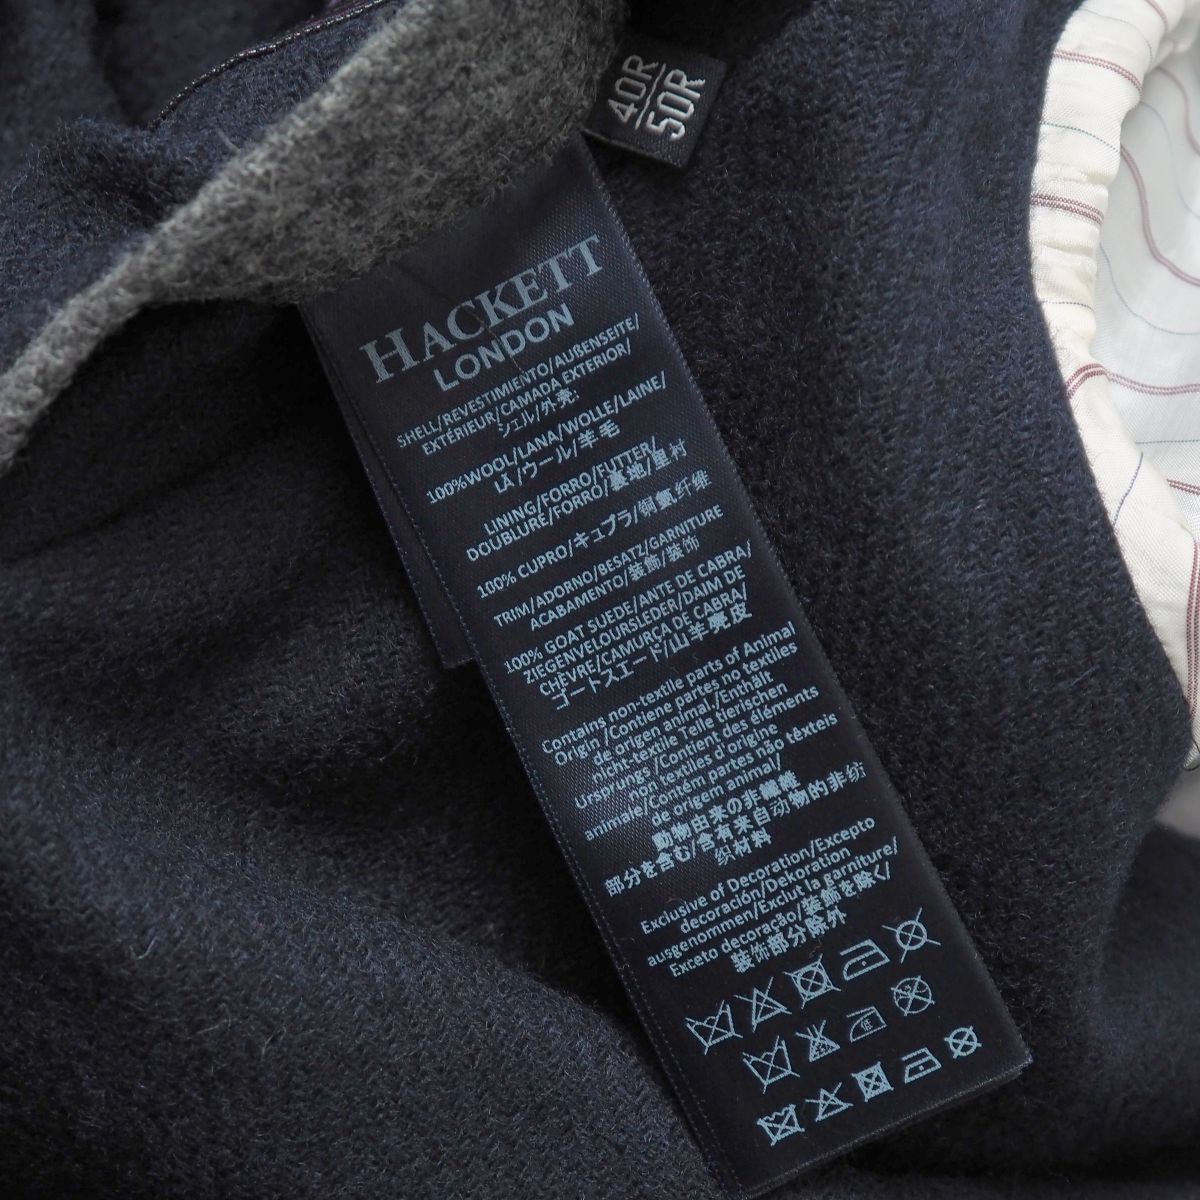 40R
50R
HACKETT
LONDON
SHELL/REVESTIMIENTO/AUßENSEITE/
EXTÉRIEUR/CAMADA EXTERIOR/
シェル/外壳:
100%WOOL/LANA/WOLLE/LAINE/
LÃ/ウール/羊毛
LINING/FORRO/FUTTER/
DOUBLURE/FORRO/裏地/里村
100% CUPRO/キュプラ/铜氨纤维
TRIM/ADORNO/BESATZ/GARNITURE
ACABAMENTO/装飾/装饰
100% GOAT SUEDE/ANTE DE CABRA/
ZIEGENVELOURSLEDER/DAIM DE
CHÈVRE/CAMURÇA DE CABRA/
ゴートスエード/山羊麂皮
Contains non-textile parts of Animal
Origin /Contiene partes no textiles
de origen animal,/Enthält
nicht-textile Telle tierischen
Ursprungs /Contient des éléments
non textiles d'origine
animale/Contém partes não têxteis
de origem animal/
動物由来の非繊維
部分を含む/含有来自动物的非纺
织材料
Exclusive of Decoration/Excepto
decoración/Dekoration
ausgenommen/Exclut la garniture/
Exceto decoração/装飾を除く/
装饰部分除外